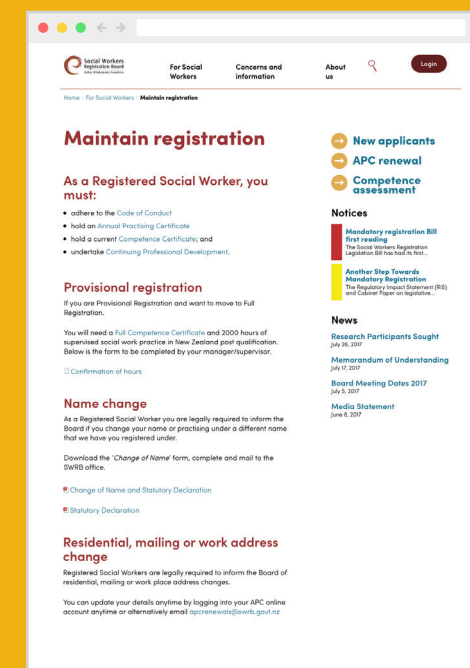 Social Workers
Registration Board
For Social
Workers
Concerns and
information
About
us
Login
Home / For Social Workers / Maintain registration
Maintain registration
As a Registered Social Worker, you
must:
adhere to the Code of Conduct
hold an Annual Practising Certificate
hold a current Competence Certificate; and
undertake Continuing Professional Development.
Provisional registration
If you are Provisional Registration and want to move to Full
Registration.
You will need a Full Competence Certificate and 2000 hours of
supervised social work practice in New Zealand post qualification.
Below is the form to be completed by your manager/supervisor.
Confirmation of hours
Name change
As a Registered Social Worker you are legally required to inform the
Board if you change your name or practising under a different name
that we have you registered under.
Download the 'Change of Name' form, complete and mail to the
SWRB office.
Change of Name and Statutory Declaration
Statutory Declaration
Residential, mailing or work address
change
Registered Social Workers are legally required to inform the Board of
residential, mailing or work place address changes.
You can update your details anytime by logging into your APC online
account anytime or alternatively email apcrenewals@swrb.govt.nz
New applicants
APC renewal
Competence
assessment
Notices
Mandatory registration Bill
first reading
The Social Workers Registration
Legislation Bill has had its first...
Another Step Towards
Mandatory Registration
The Regulatory Impact Statement (RIS)
and Cabinet Paper on legislative...
News
Research Participants Sought
July 26, 2017
Memorandum of Understanding
July 17, 2017
Board Meeting Dates 2017
July 5, 2017
Media Statement
June 8, 2017